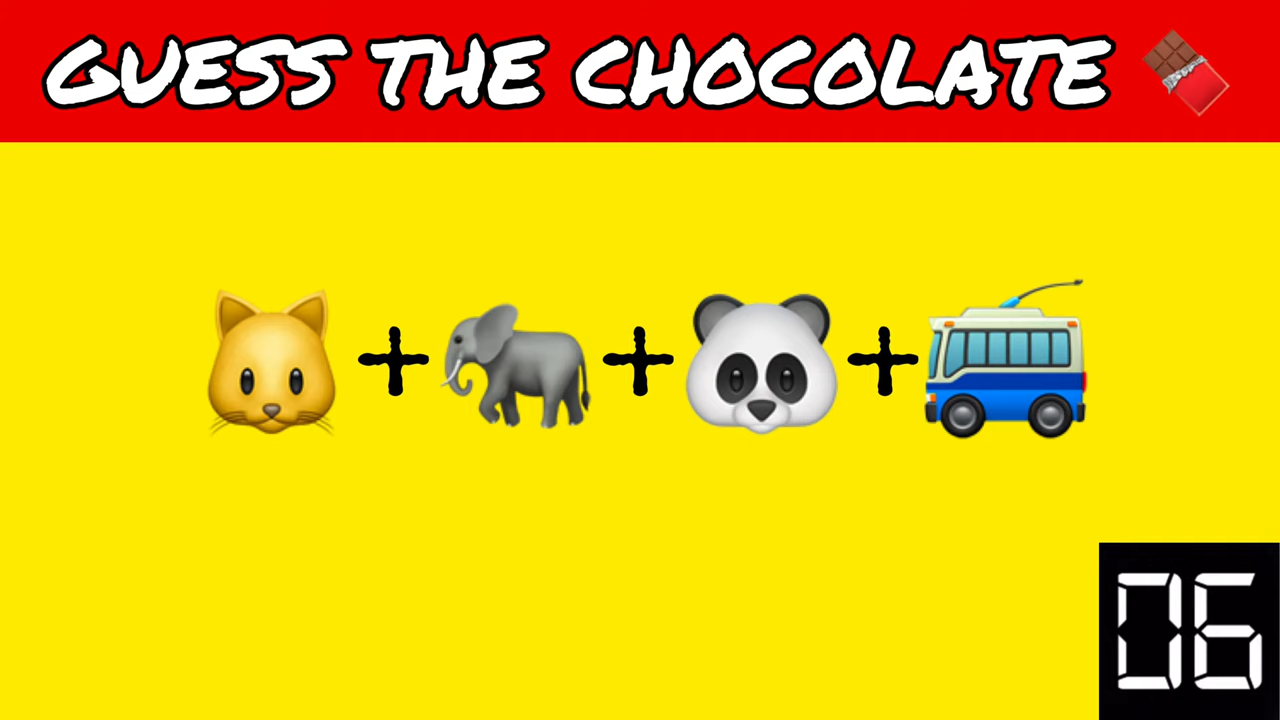 GUESS THE CHOCOLATE
+ + +
06